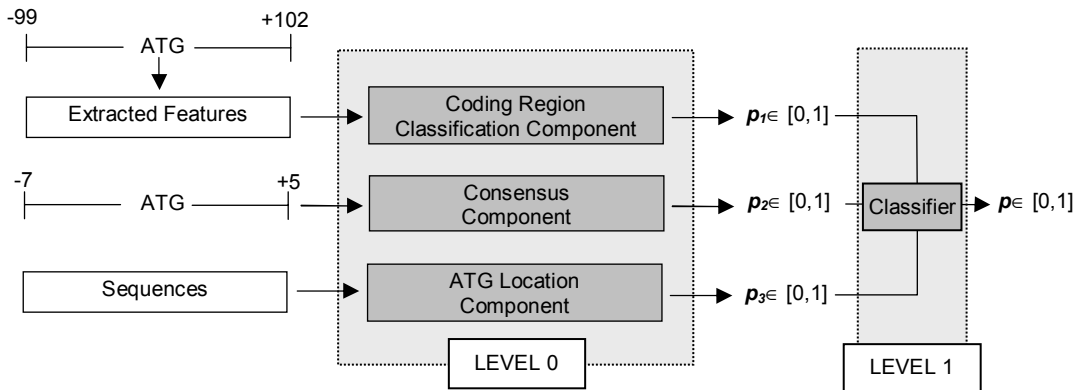 -99
+102
ATG
Extracted Features
Coding Region
Classification Component
p₁∈ [0,1]
-7
+5
ATG
Consensus
Component
p₂∈ [0,1]
Classifier
p∈ [0,1]
Sequences
ATG Location
Component
p₃∈ [0,1]
LEVEL 0
LEVEL 1